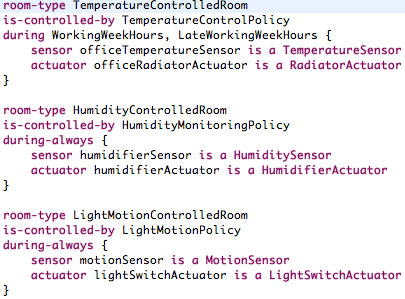 room-type TemperatureControlledRoom
is-controlled-by TemperatureControlPolicy
during WorkingWeekHours, LateWorkingWeekHours {
    sensor officeTemperatureSensor is a TemperatureSensor
    actuator officeRadiatorActuator is a RadiatorActuator
}

room-type HumidityControlledRoom
is-controlled-by HumidityMonitoringPolicy
during-always {
    sensor humidifierSensor is a HumiditySensor
    actuator humidifierActuator is a HumidifierActuator
}

room-type LightMotionControlledRoom
is-controlled-by LightMotionPolicy
during-always {
    sensor motionSensor is a MotionSensor
    actuator lightSwitchActuator is a LightSwitchActuator
}